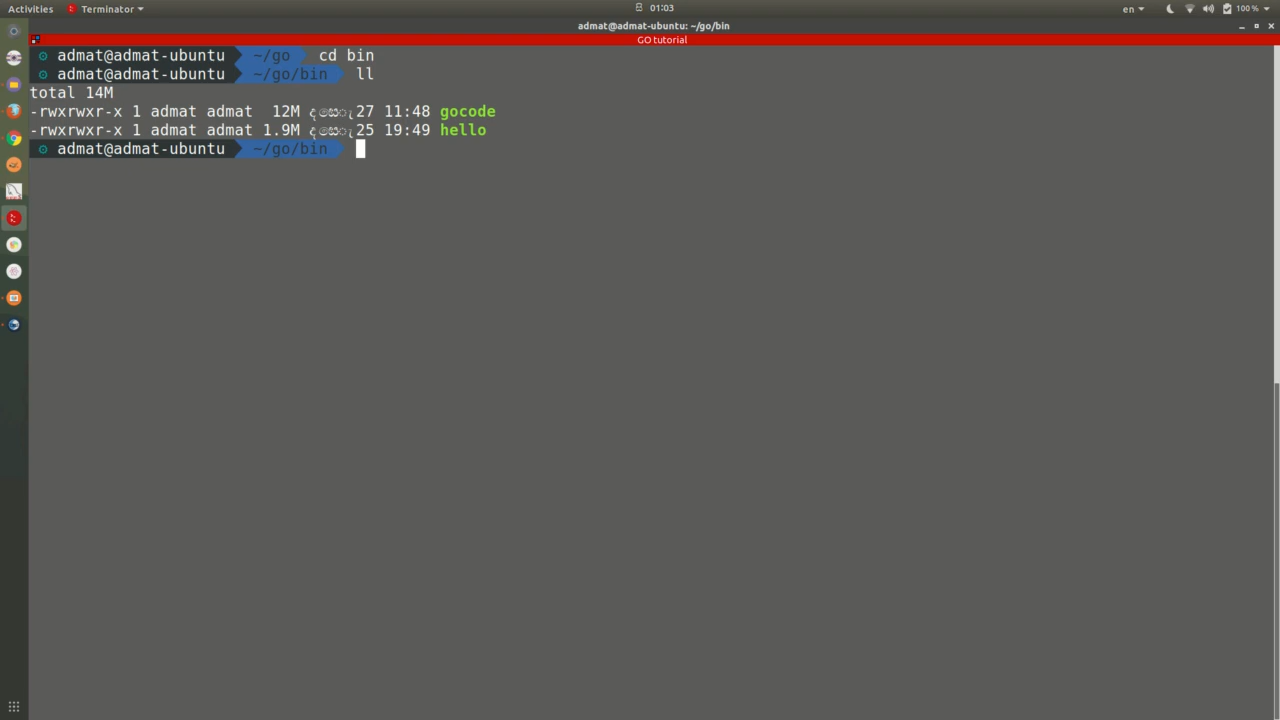 Activities Terminator 01:03 en 100 %
admat@admat-ubuntu: ~/go/bin
GO tutorial
admat@admat-ubuntu ~/go cd bin
admat@admat-ubuntu ~/go/bin ll
total 14M
-rwxrwxr-x 1 admat admat 12M 27 11:48 gocode
-rwxrwxr-x 1 admat admat 1.9M 25 19:49 hello
admat@admat-ubuntu ~/go/bin